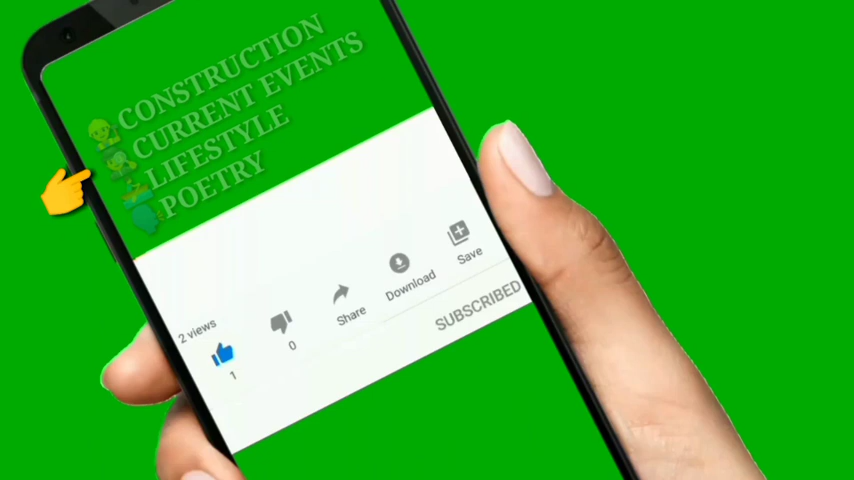 CONSTRUCTION
CURRENT EVENTS
LIFESTYLE
POETRY
2 views
1
0
Share
Download
Save
SUBSCRIBED